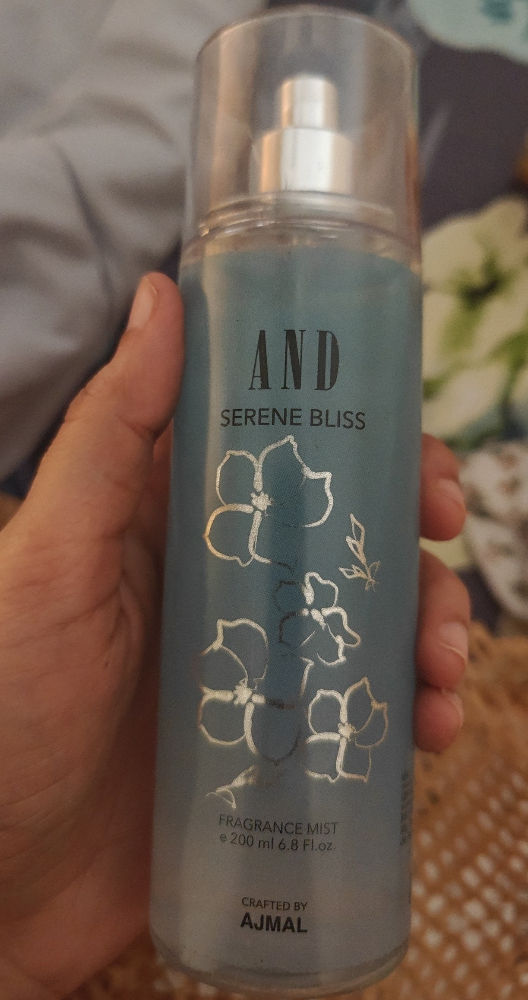 AND
SERENE BLISS
FRAGRANCE MIST
e 200 ml 6.8 Fl.oz.
CRAFTED BY
AJMAL